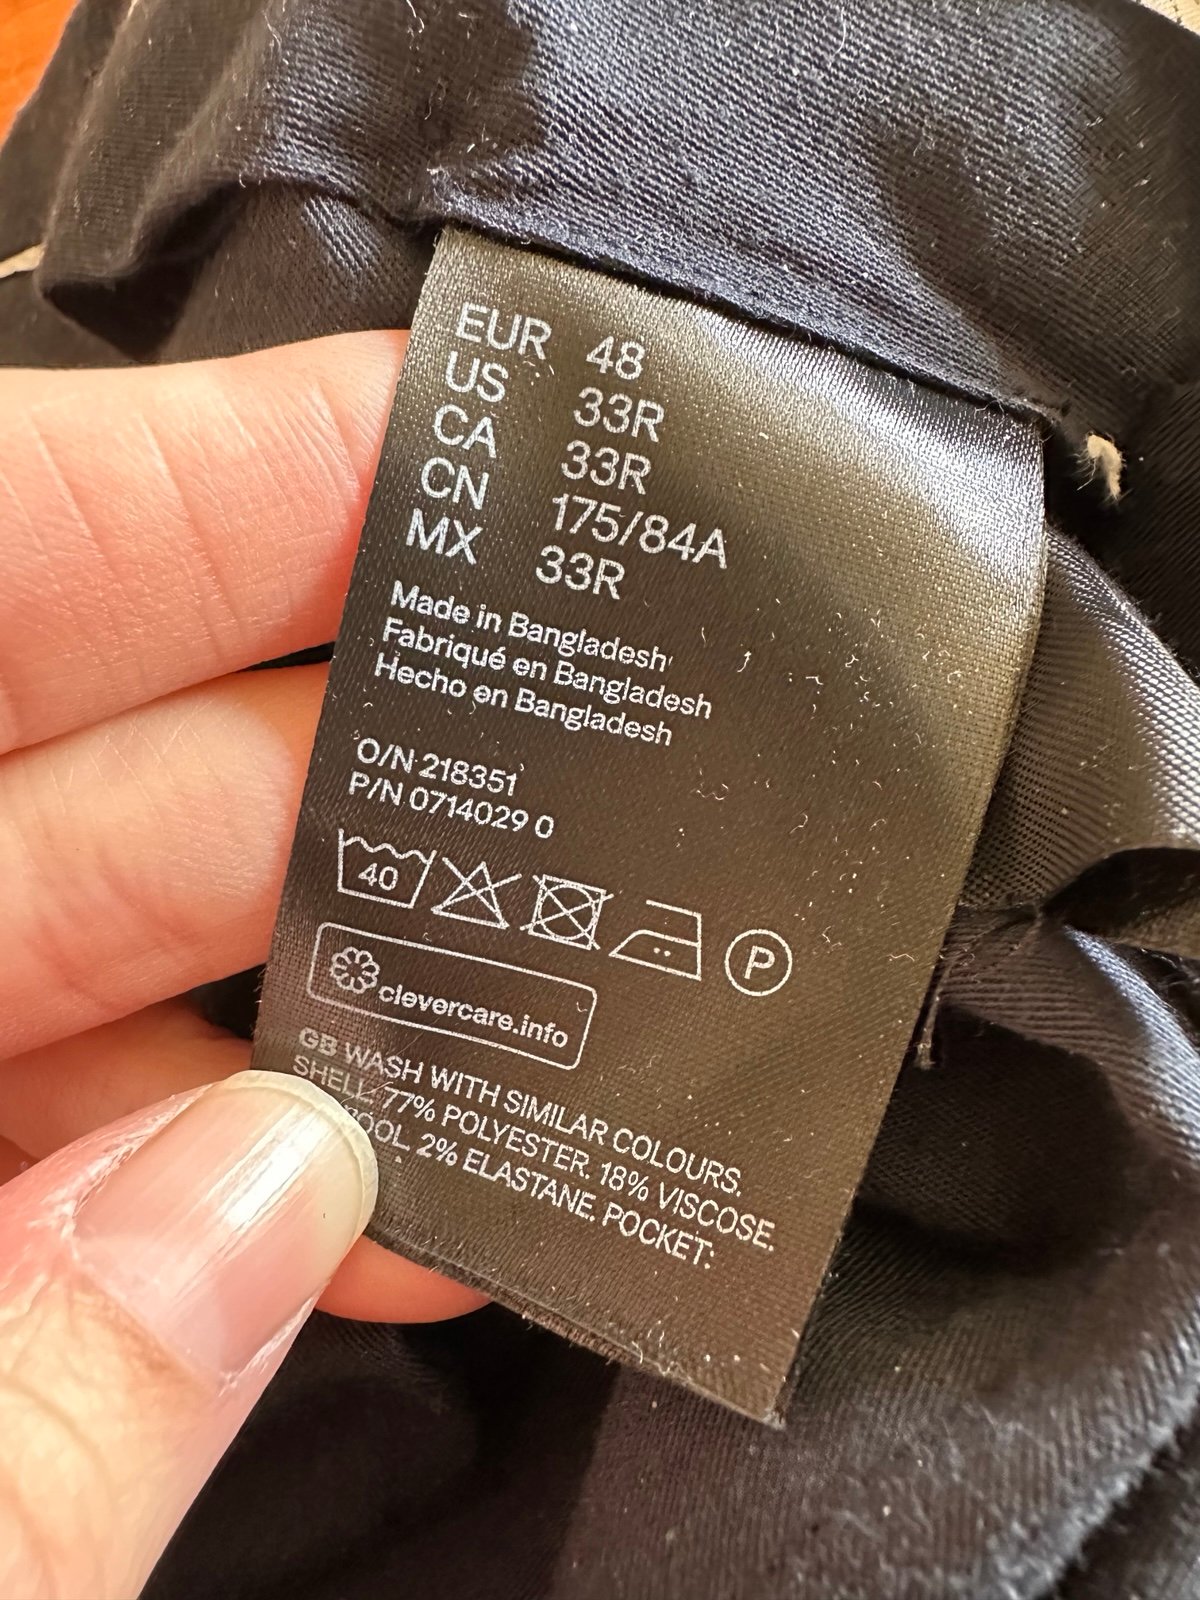 EUR 48
US 33R
CA 33R
CN 175/84A
MX 33R
Made in Bangladesh
Fabriqué en Bangladesh
Hecho en Bangladesh
O/N 218351
P/N 0714029 0
40
P
clevercare.info
GB WASH WITH SIMILAR COLOURS.
SHELL: 77% POLYESTER. 18% VISCOSE.
2% ELASTANE. POCKET: